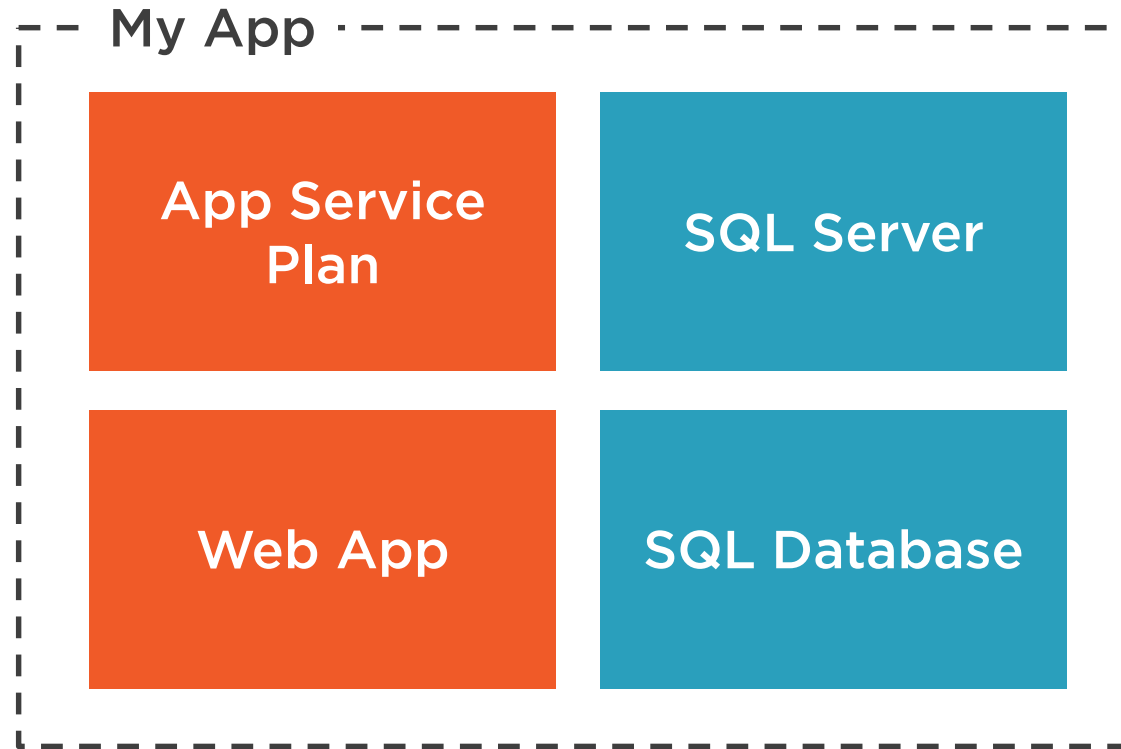 My App
App Service
Plan
SQL Server
Web App
SQL Database